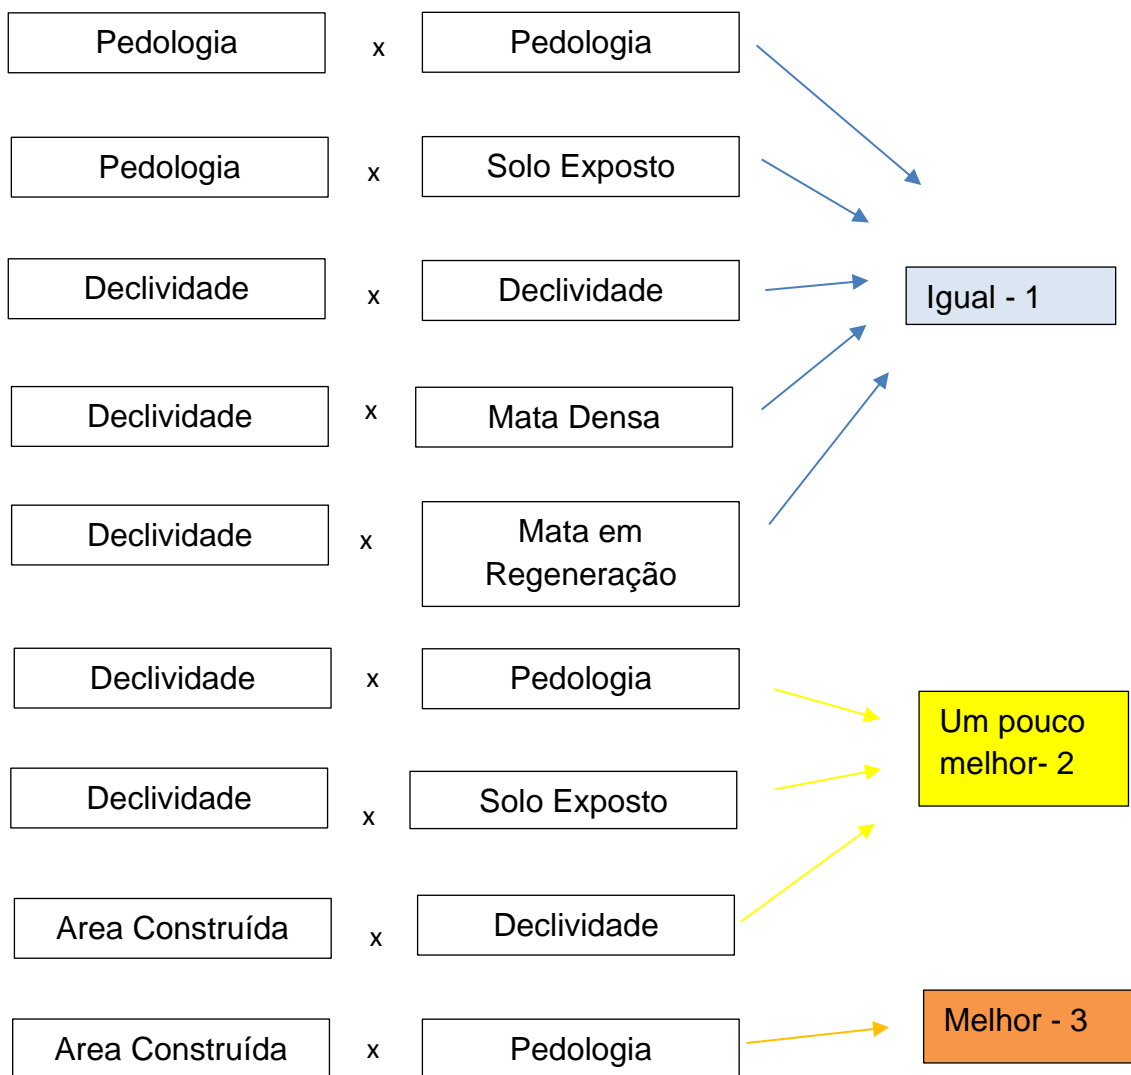 Pedologia x Pedologia
Pedologia x Solo Exposto
Declividade x Declividade
Igual - 1
Declividade x Mata Densa
Declividade x Mata em
Regeneração
Declividade x Pedologia
Um pouco
melhor- 2
Declividade x Solo Exposto
Area Construída x Declividade
Melhor - 3
Area Construída x Pedologia